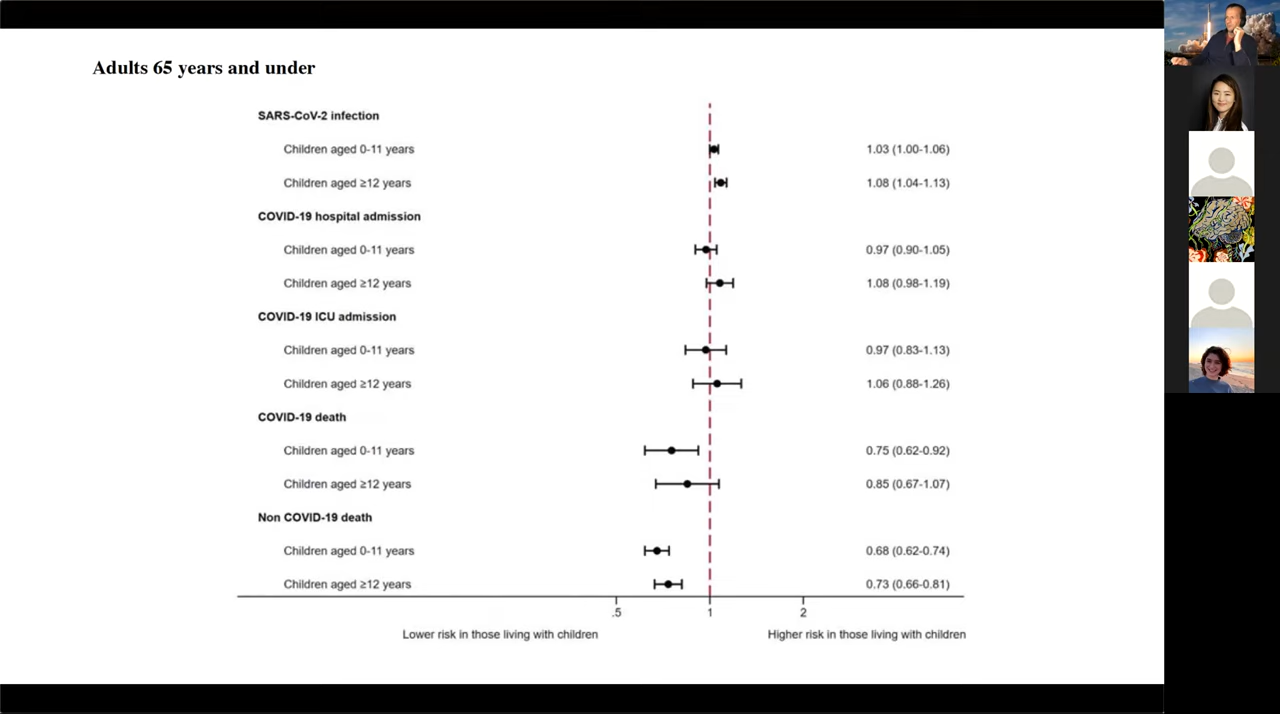 Adults 65 years and under
SARS-CoV-2 infection
Children aged 0-11 years 1.03 (1.00-1.06)
Children aged ≥12 years 1.08 (1.04-1.13)
COVID-19 hospital admission
Children aged 0-11 years 0.97 (0.90-1.05)
Children aged ≥12 years 1.08 (0.98-1.19)
COVID-19 ICU admission
Children aged 0-11 years 0.97 (0.83-1.13)
Children aged ≥12 years 1.06 (0.88-1.26)
COVID-19 death
Children aged 0-11 years 0.75 (0.62-0.92)
Children aged ≥12 years 0.85 (0.67-1.07)
Non COVID-19 death
Children aged 0-11 years 0.68 (0.62-0.74)
Children aged ≥12 years 0.73 (0.66-0.81)
.5 1 2
Lower risk in those living with children Higher risk in those living with children